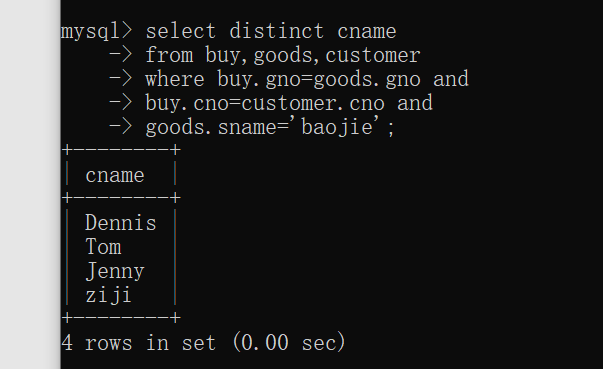 mysql> select distinct cname
-> from buy,goods,customer
-> where buy.gno=goods.gno and
-> buy.cno=customer.cno and
-> goods.sname='baojie';
+--------+
| cname  |
+--------+
| Dennis |
| Tom    |
| Jenny  |
| ziji   |
+--------+
4 rows in set (0.00 sec)